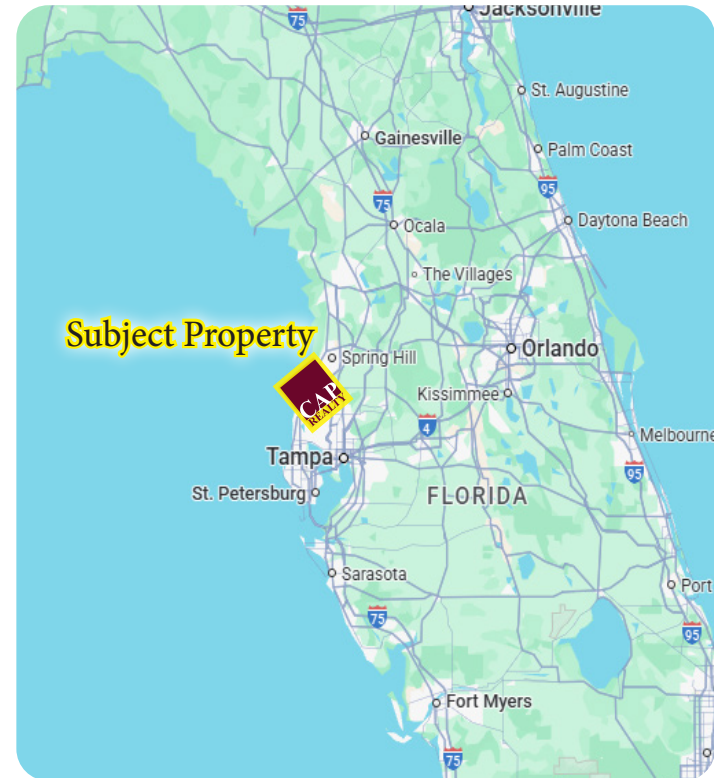 Jacksonville
75
St. Augustine
Gainesville
Palm Coast
95
75
Ocala
Daytona Beach
The Villages
Subject Property
Spring Hill
Orlando
CAP
REALTY
Kissimmee
4
Melbourne
Tampa
95
St. Petersburg
FLORIDA
Sarasota
Port
75
95
Fort Myers
75